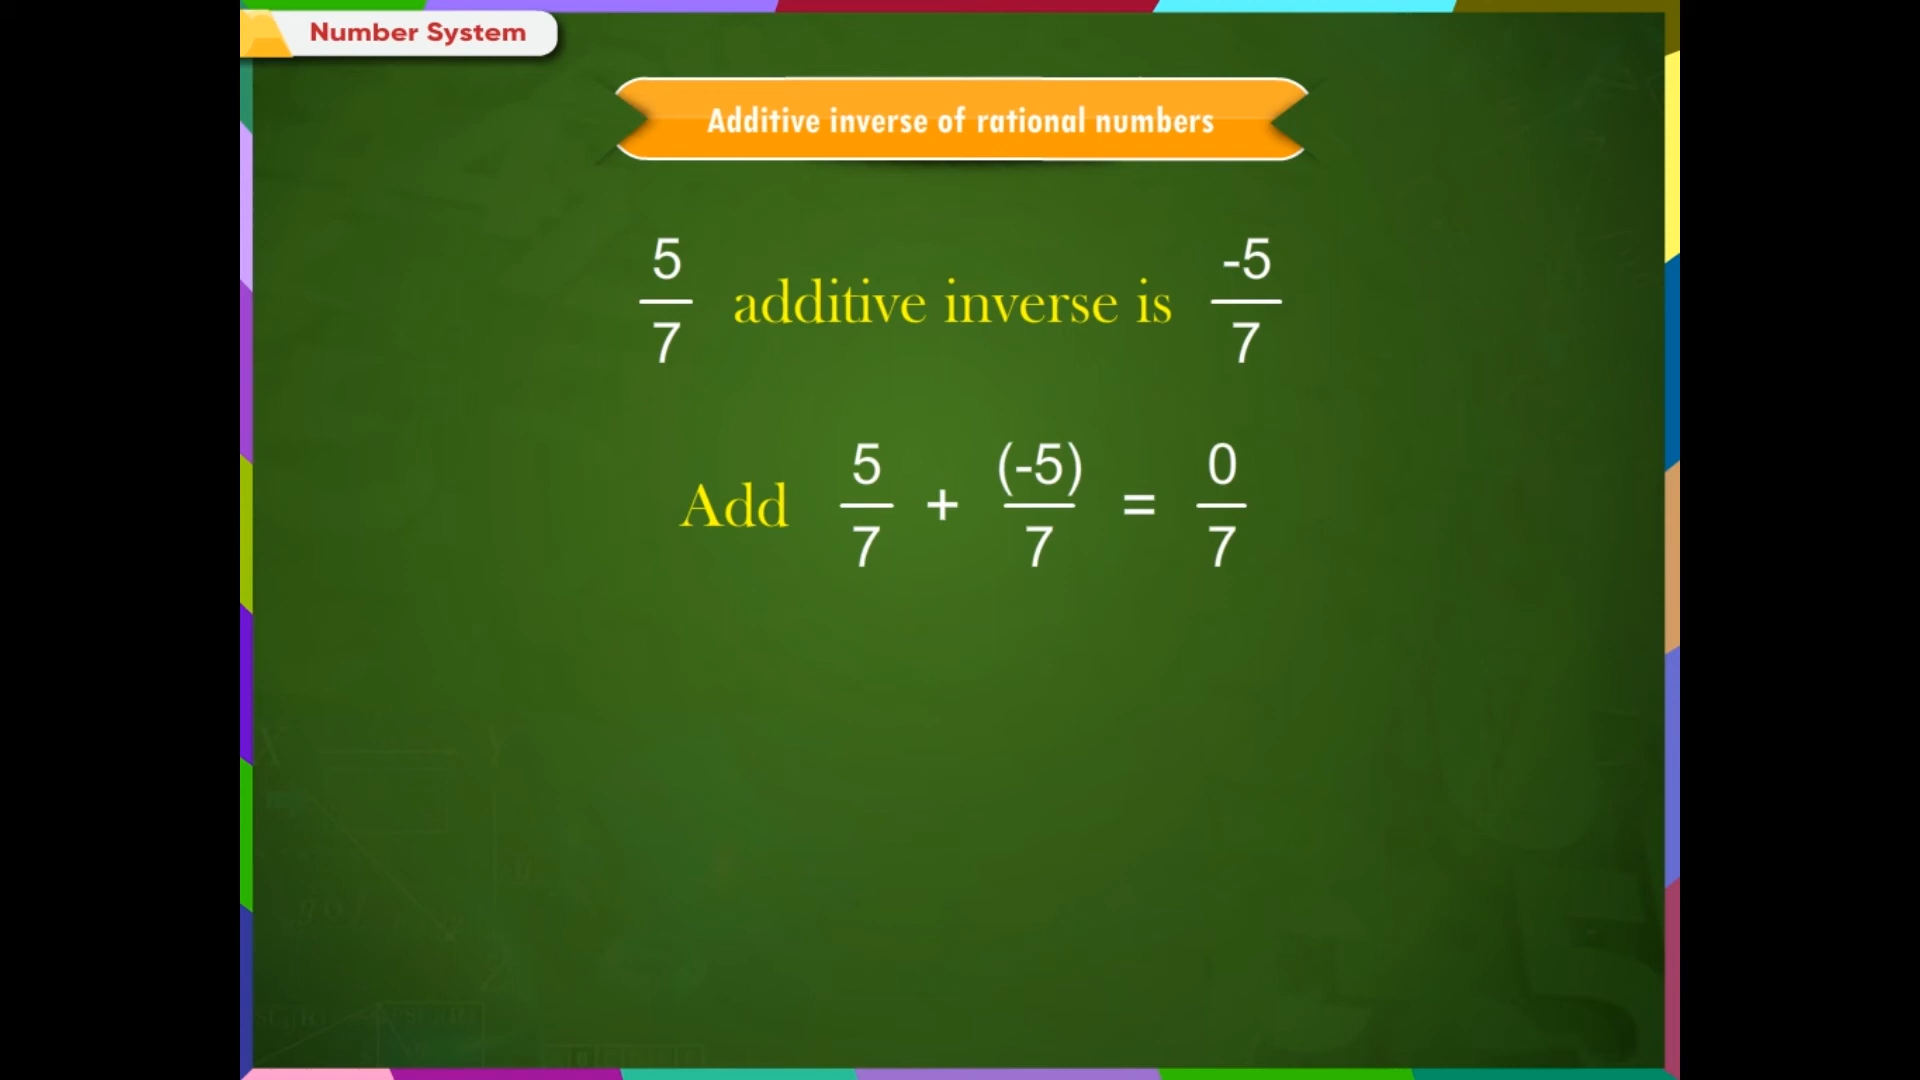 Number System
Additive inverse of rational numbers
5/7 additive inverse is -5/7
Add 5/7 + (-5)/7 = 0/7